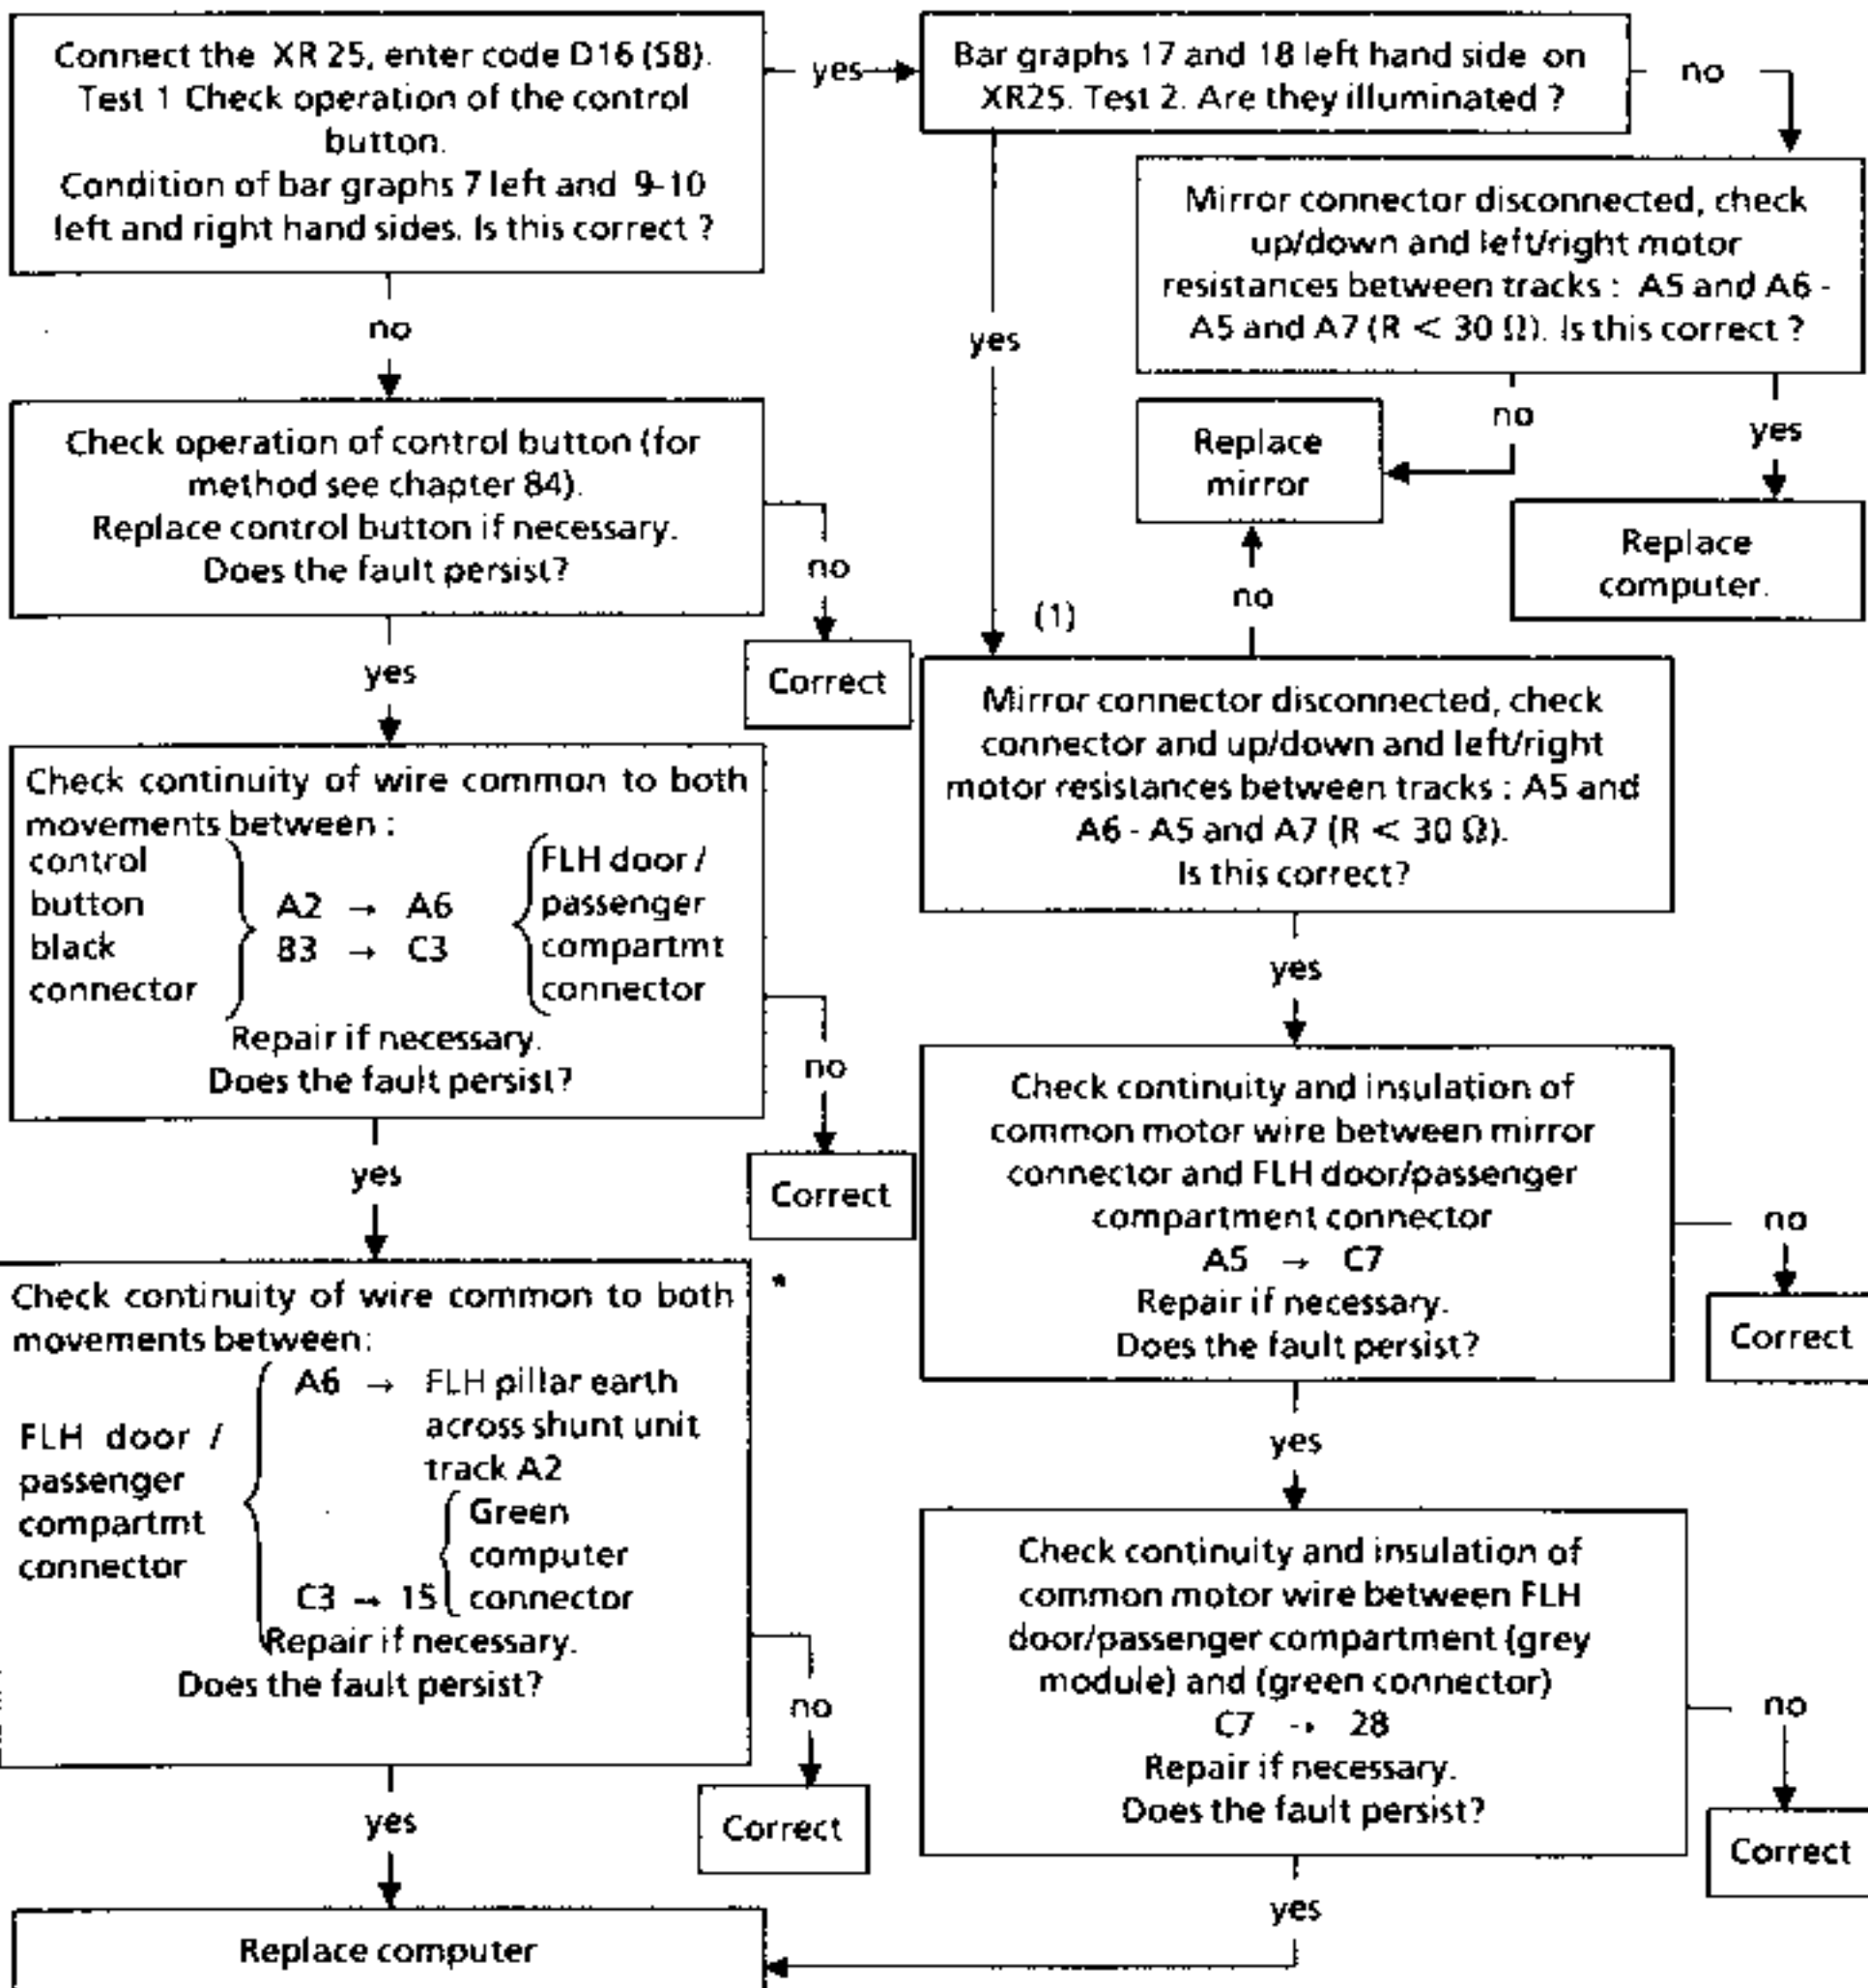 Connect the XR 25, enter code D16 (S8).
Test 1 Check operation of the control
button.
Condition of bar graphs 7 left and 9-10
left and right hand sides. Is this correct ?
yes
Bar graphs 17 and 18 left hand side on
XR25. Test 2. Are they illuminated ?
no
Mirror connector disconnected, check
up/down and left/right motor
resistances between tracks : A5 and A6 -
A5 and A7 (R < 30 Ω). Is this correct ?
no
yes
Replace
mirror
Replace
computer.
no
Check operation of control button (for
method see chapter 84).
Replace control button if necessary.
Does the fault persist?
no
Correct
yes
yes
(1)
no
Mirror connector disconnected, check
connector and up/down and left/right
motor resistances between tracks : A5 and
A6 - A5 and A7 (R < 30 Ω).
Is this correct?
yes
Check continuity of wire common to both
movements between :
control
button
black
connector
A2 → A6
B3 → C3
FLH door /
passenger
compartmt
connector
Repair if necessary.
Does the fault persist?
no
Correct
yes
Check continuity and insulation of
common motor wire between mirror
connector and FLH door/passenger
compartment connector
A5 → C7
Repair if necessary.
Does the fault persist?
no
Correct
yes
Check continuity of wire common to both *
movements between:
FLH door /
passenger
compartmt
connector
A6 → FLH pillar earth
across shunt unit
track A2
C3 → 15
Green
computer
connector
Repair if necessary.
Does the fault persist?
no
Correct
yes
Check continuity and insulation of
common motor wire between FLH
door/passenger compartment (grey
module) and (green connector)
C7 → 28
Repair if necessary.
Does the fault persist?
no
Correct
yes
Replace computer